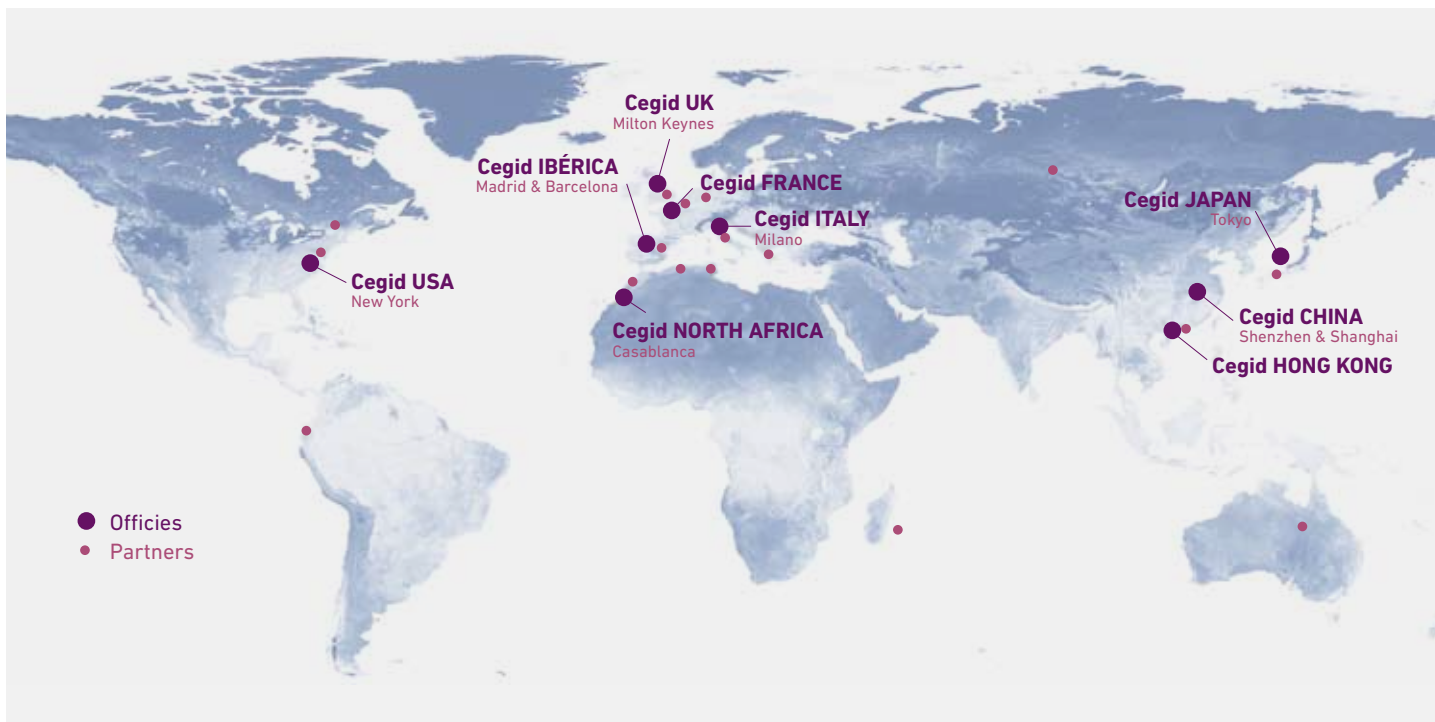 Cegid UK
Milton Keynes
Cegid IBÉRICA
Madrid & Barcelona
Cegid FRANCE
Cegid ITALY
Milano
Cegid JAPAN
Tokyo
Cegid USA
New York
Cegid NORTH AFRICA
Casablanca
Cegid CHINA
Shenzhen & Shanghai
Cegid HONG KONG
Officies
Partners